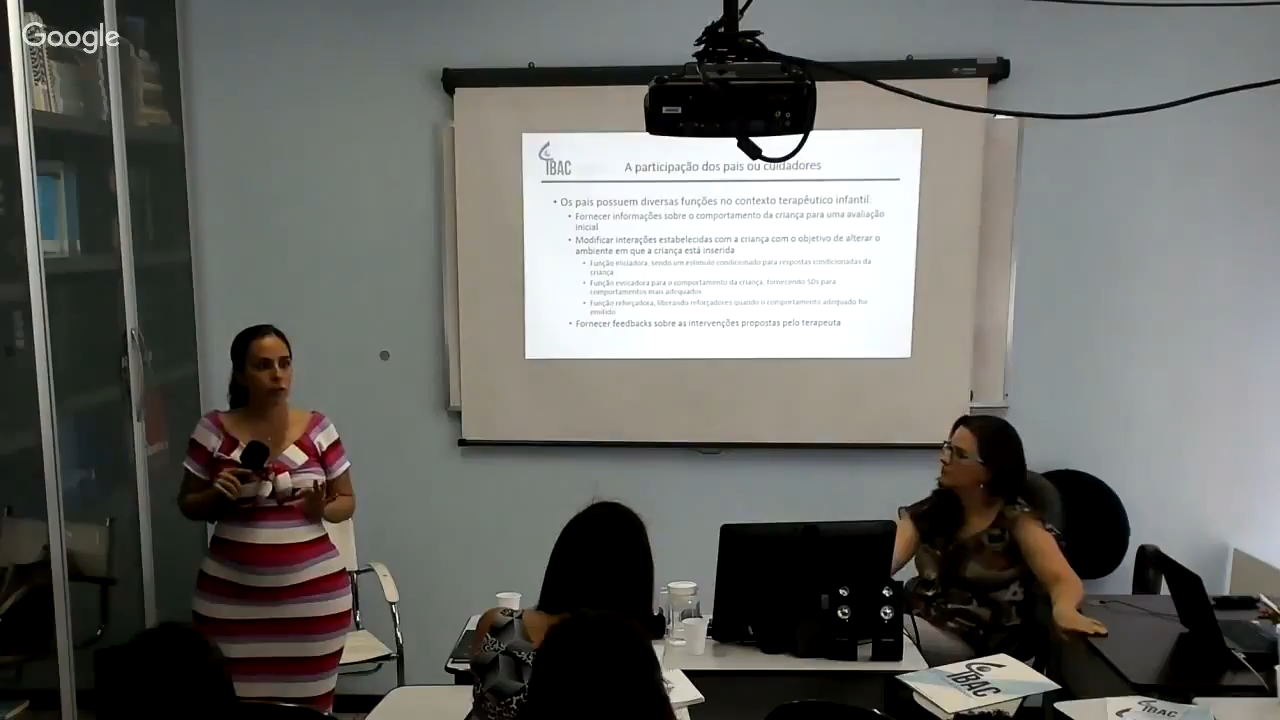 Google
IBAC
A participação dos pais ou cuidadores
• Os pais possuem diversas funções no contexto terapêutico infantil:
• Fornecer informações sobre o comportamento da criança para uma avaliação
inicial
• Modificar interações estabelecidas com a criança com o objetivo de alterar o
ambiente em que a criança está inserida
• Função eliciadora, sendo um estímulo condicionado para respostas condicionadas da
criança
• Função evocadora para o comportamento da criança, fornecendo SDs para
comportamentos mais adequados
• Função reforçadora, liberando reforçadores quando o comportamento adequado for
emitido
• Fornecer feedbacks sobre as intervenções propostas pelo terapeuta
IBAC
IBAC